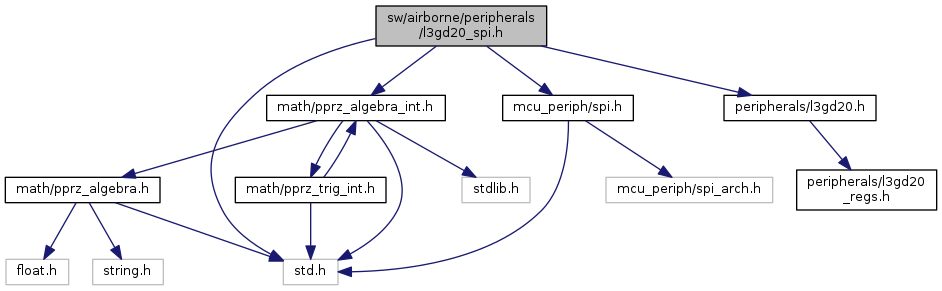 sw/airborne/peripherals
/l3gd20_spi.h
math/pprz_algebra_int.h
mcu_periph/spi.h
peripherals/l3gd20.h
math/pprz_algebra.h
math/pprz_trig_int.h
stdlib.h
mcu_periph/spi_arch.h
peripherals/l3gd20
_regs.h
float.h
string.h
std.h